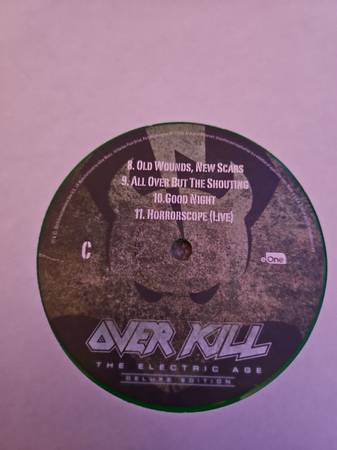 8. Old Wounds, New Scars
9. All Over But The Shouting
10. Good Night
11. Horrorscope (Live)
C
eOne
OVER KILL
THE ELECTRIC AGE
DELUXE EDITION